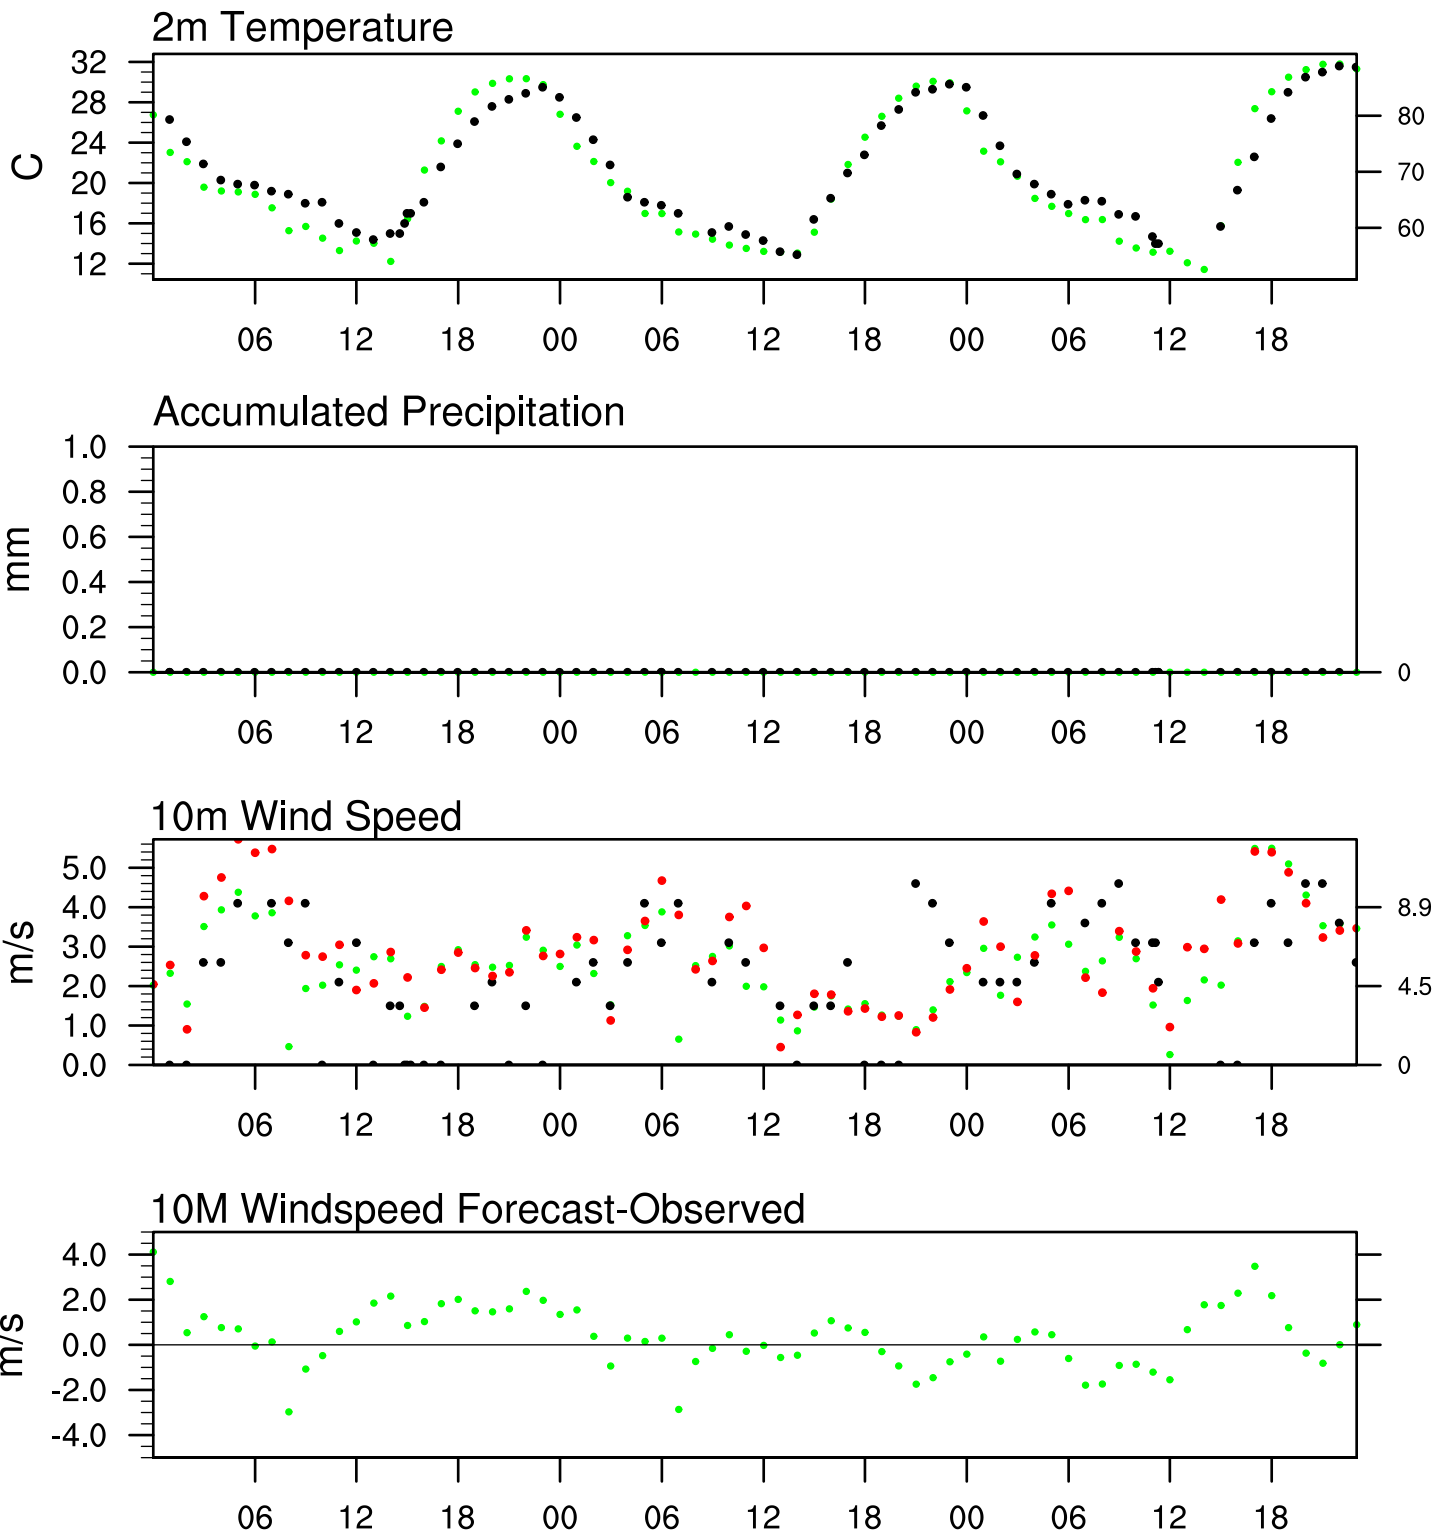 2m Temperature
32
28
24
20
16
12
C
80
70
60
06 12 18 00 06 12 18 00 06 12 18
Accumulated Precipitation
1.0
0.8
0.6
0.4
0.2
0.0
mm
0
06 12 18 00 06 12 18 00 06 12 18
10m Wind Speed
5.0
4.0
3.0
2.0
1.0
0.0
m/s
8.9
4.5
0
06 12 18 00 06 12 18 00 06 12 18
10M Windspeed Forecast-Observed
4.0
2.0
0.0
-2.0
-4.0
m/s
06 12 18 00 06 12 18 00 06 12 18